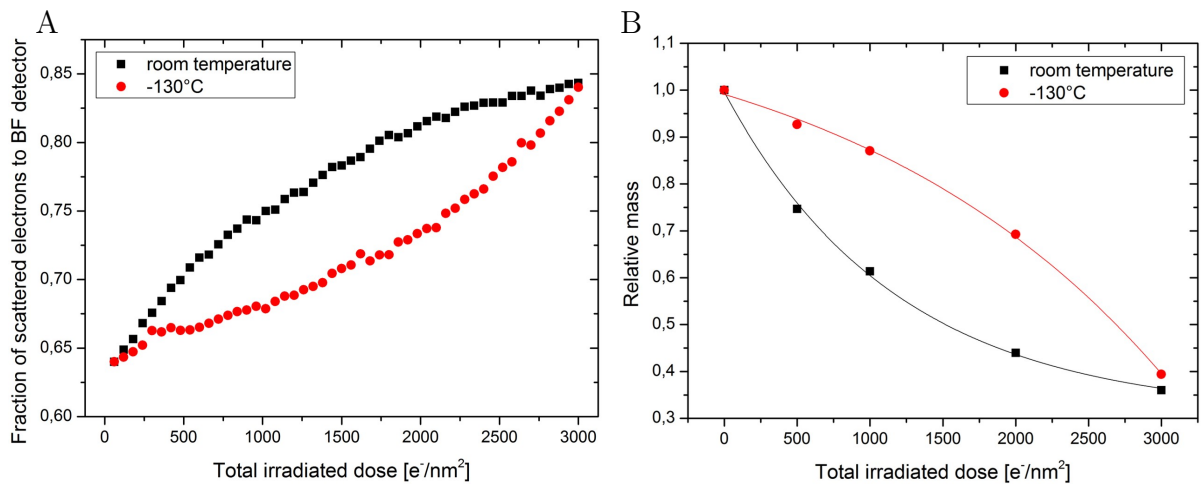 A
Fraction of scattered electrons to BF detector
0,85
0,80
0,75
0,70
0,65
0,60
room temperature
-130°C
0 500 1000 1500 2000 2500 3000
Total irradiated dose [e⁻/nm²]
B
Relative mass
1,1
1,0
0,9
0,8
0,7
0,6
0,5
0,4
0,3
room temperature
-130°C
0 500 1000 1500 2000 2500 3000
Total irradiated dose [e⁻/nm²]